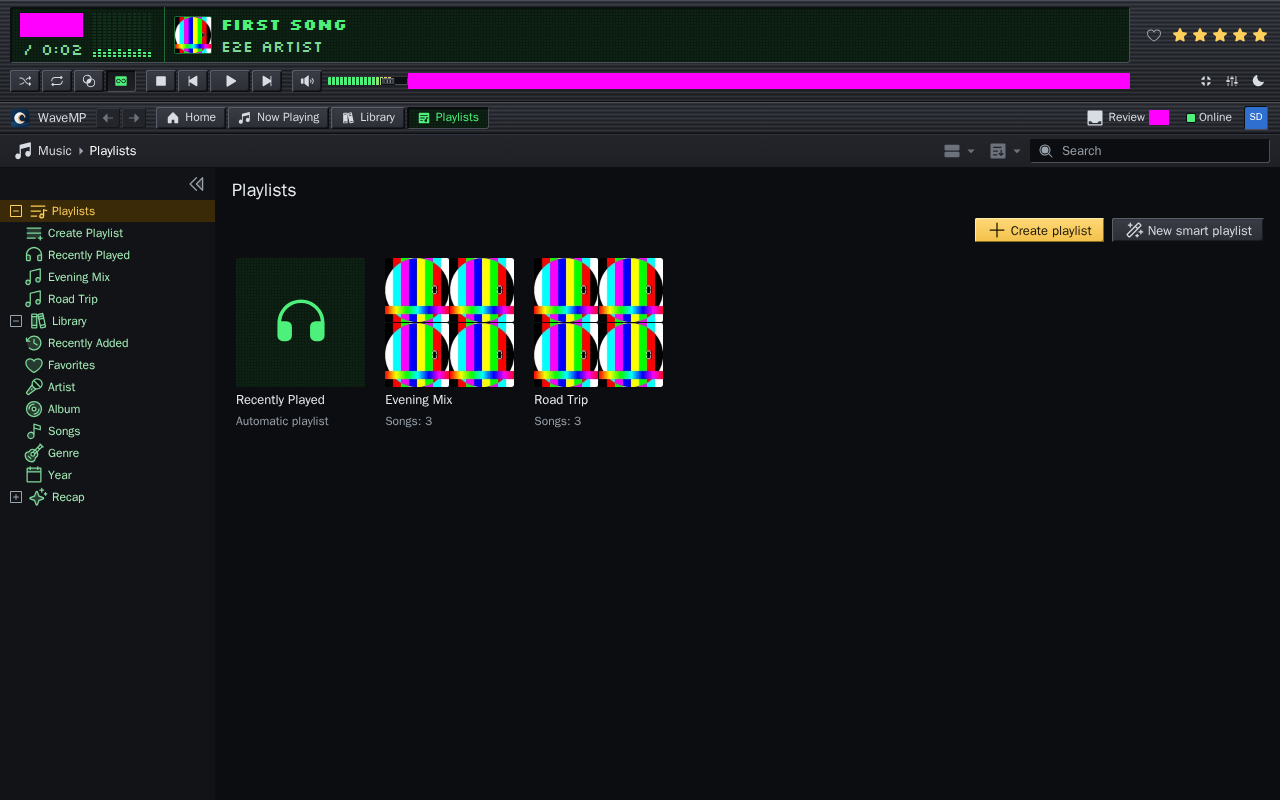 FIRST SONG
/ 0:02
E2E ARTIST
WaveMP
Home
Now Playing
Library
Playlists
Review
Online
SD
Music
Playlists
Search
Playlists
Playlists
Create Playlist
Recently Played
Evening Mix
Road Trip
Library
Recently Added
Favorites
Artist
Album
Songs
Genre
Year
Recap
Create playlist
New smart playlist
Recently Played
Evening Mix
Road Trip
Automatic playlist
Songs: 3
Songs: 3